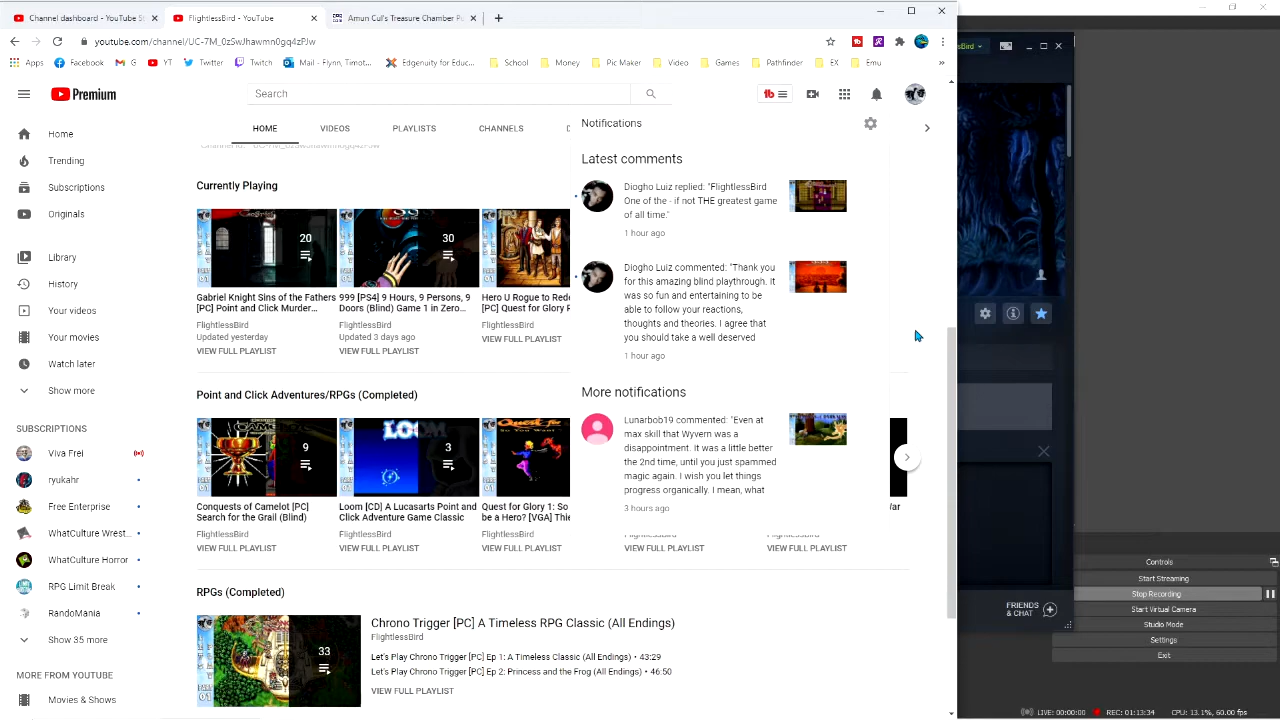 Channel dashboard - YouTube St
FlightlessBird - YouTube
Amun Cul's Treasure Chamber Pu
youtube.com/channel/UC-7M_0zSwJhawmn0gq4zPJw
Apps
Facebook
G
YT
Twitter
Twitch
Mail - Flynn, Timot...
Edgenuity for Educ...
School
Money
Pic Maker
Video
Games
Pathfinder
EX
Emu
Premium
Search
HOME
VIDEOS
PLAYLISTS
CHANNELS
Home
Trending
Subscriptions
Originals
Library
History
Your videos
Your movies
Watch later
Show more
SUBSCRIPTIONS
Vivi Frei
ryukahr
Free Enterprise
WhatCulture Wrest...
WhatCulture Horror
RPG Limit Break
RandoMania
Show 35 more
MORE FROM YOUTUBE
Movies & Shows
Currently Playing
20
30
Gabriel Knight Sins of the Fathers
[PC] Point and Click Murder...
FlightlessBird
Updated yesterday
VIEW FULL PLAYLIST
999 [PS4] 9 Hours, 9 Persons, 9
Doors (Blind) Game 1 in Zero...
FlightlessBird
Updated 3 days ago
VIEW FULL PLAYLIST
Hero U Rogue to Rede
[PC] Quest for Glory R
FlightlessBird
VIEW FULL PLAYLIST
Point and Click Adventures/RPGs (Completed)
9
3
Conquests of Camelot [PC]
Search for the Grail (Blind)
FlightlessBird
VIEW FULL PLAYLIST
Loom [CD] A Lucasarts Point and
Click Adventure Game Classic
FlightlessBird
VIEW FULL PLAYLIST
Quest for Glory 1: So
be a Hero? [VGA] Thie
FlightlessBird
VIEW FULL PLAYLIST
VIEW FULL PLAYLIST
VIEW FULL PLAYLIST
RPGs (Completed)
33
Chrono Trigger [PC] A Timeless RPG Classic (All Endings)
FlightlessBird
Let's Play Chrono Trigger [PC] Ep 1: A Timeless Classic (All Endings) • 43:29
Let's Play Chrono Trigger [PC] Ep 2: Princess and the Frog (All Endings) • 46:50
VIEW FULL PLAYLIST
Notifications
Latest comments
Diogho Luiz replied: "FlightlessBird
One of the - if not THE greatest game
of all time."
1 hour ago
Diogho Luiz commented: "Thank you
for this amazing blind playthrough. It
was so fun and entertaining to be
able to follow your reactions,
thoughts and theories. I agree that
you should take a well deserved
1 hour ago
More notifications
Lunarbob19 commented: "Even at
max skill that Wyvern was a
disappointment. It was a little better
the 2nd time, until you just spammed
magic again. I wish you let things
progress organically. I mean, what
3 hours ago
sBird
FRIENDS
& CHAT
Controls
Start Streaming
Stop Recording
Start Virtual Camera
Studio Mode
Settings
Exit
LIVE: 00:00:00
REC: 01:13:34
CPU: 13.1%, 60.00 fps